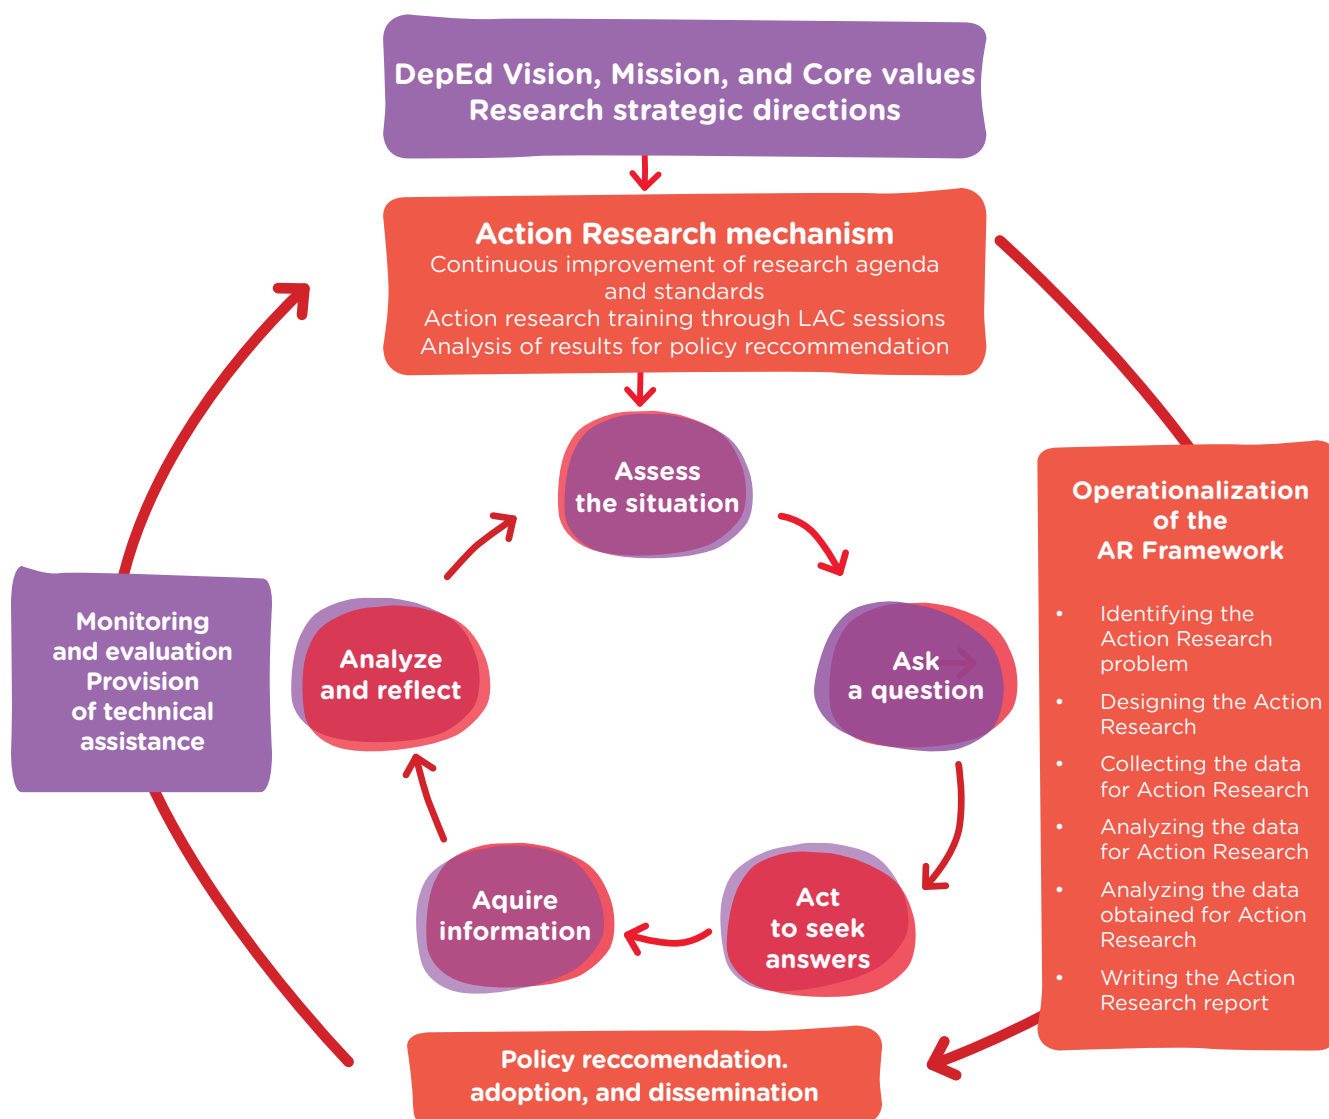 DepEd Vision, Mission, and Core values
Research strategic directions
Action Research mechanism
Continuous improvement of research agenda
and standards
Action research training through LAC sessions
Analysis of results for policy reccommendation
Assess
the situation
Ask
a question
Act
to seek
answers
Aquire
information
Analyze
and reflect
Operationalization
of the
AR Framework
• Identifying the
Action Research
problem
• Designing the Action
Research
• Collecting the data
for Action Research
• Analyzing the data
for Action Research
• Analyzing the data
obtained for Action
Research
• Writing the Action
Research report
Policy reccomendation.
adoption, and dissemination
Monitoring
and evaluation
Provision
of technical
assistance